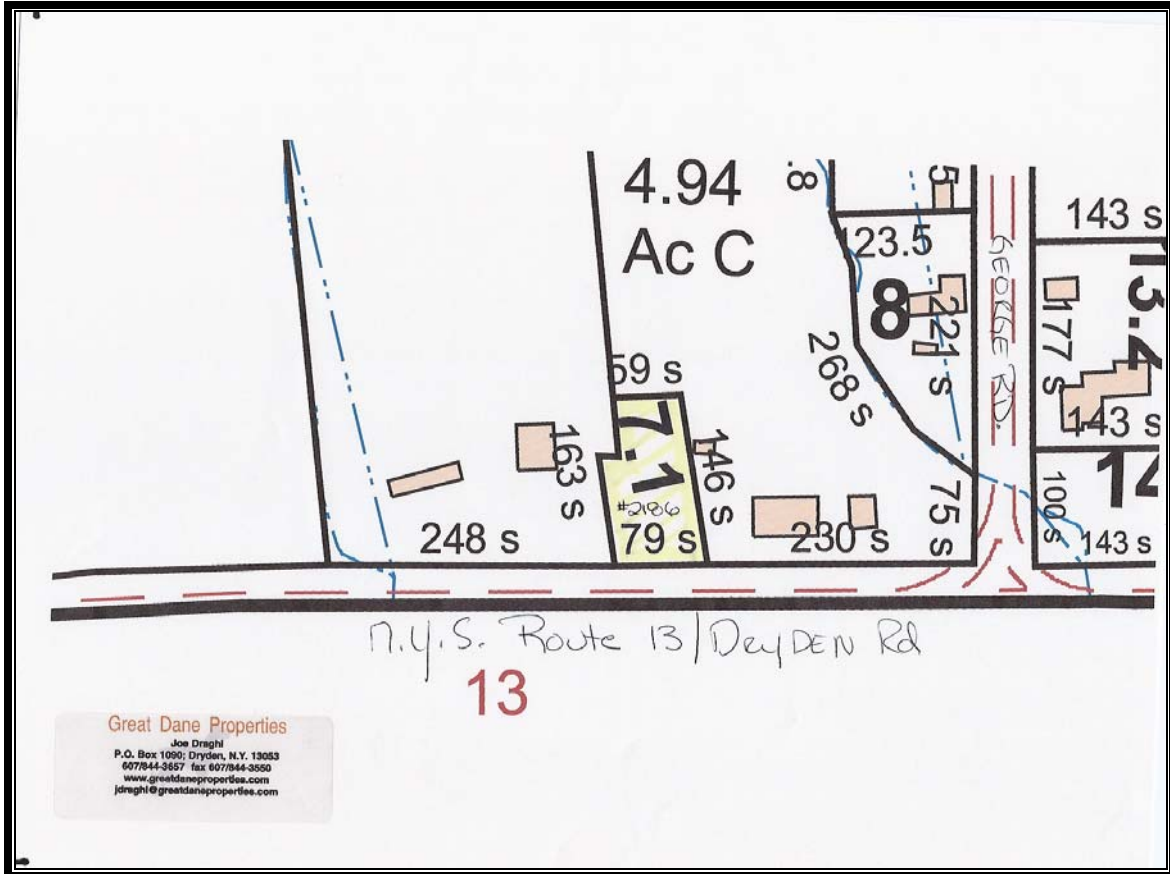 4.94
Ac C
.8
5
143 s
123.5
8
221 s
GEORGE RD.
177 s
13.4
268 s
59 s
143 s
7.1
163 s
146 s
14
#2186
75 s
100 s
248 s
79 s
230 s
143 s
N.Y.S. Route 13/DryDEN Rd
13
Great Dane Properties
Joe Draghi
P.O. Box 1090; Dryden, N.Y. 13053
607/844-3657 fax 607/844-3550
www.greatdaneproperties.com
jdraghi@greatdaneproperties.com